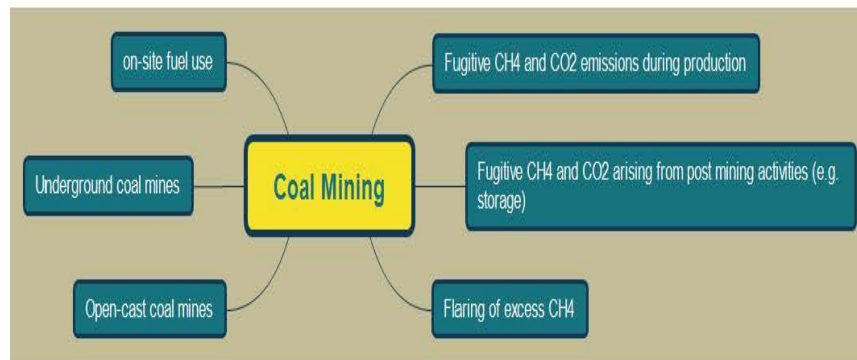 on-site fuel use
Fugitive CH4 and CO2 emissions during production
Underground coal mines
Coal Mining
Fugitive CH4 and CO2 arising from post mining activities (e.g.
storage)
Open-cast coal mines
Flaring of excess CH4